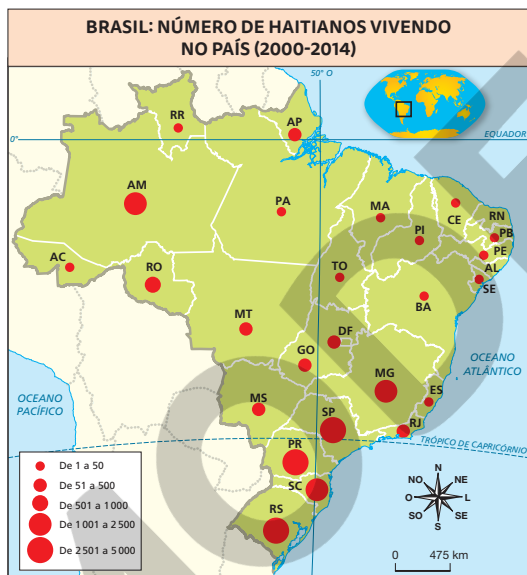 BRASIL: NÚMERO DE HAITIANOS VIVENDO
NO PAÍS (2000-2014)
50° O
0°
EQUADOR
RR
AP
AM
PA
MA
CE
RN
PB
PI
PE
AC
RO
TO
AL
SE
BA
MT
DF
GO
MG
ES
MS
SP
RJ
PR
SC
RS
OCEANO
ATLÂNTICO
OCEANO
PACÍFICO
TRÓPICO DE CAPRICÓRNIO
De 1 a 50
De 51 a 500
De 501 a 1 000
De 1 001 a 2 500
De 2 501 a 5 000
N
NO
NE
O
L
SO
SE
S
0
475 km